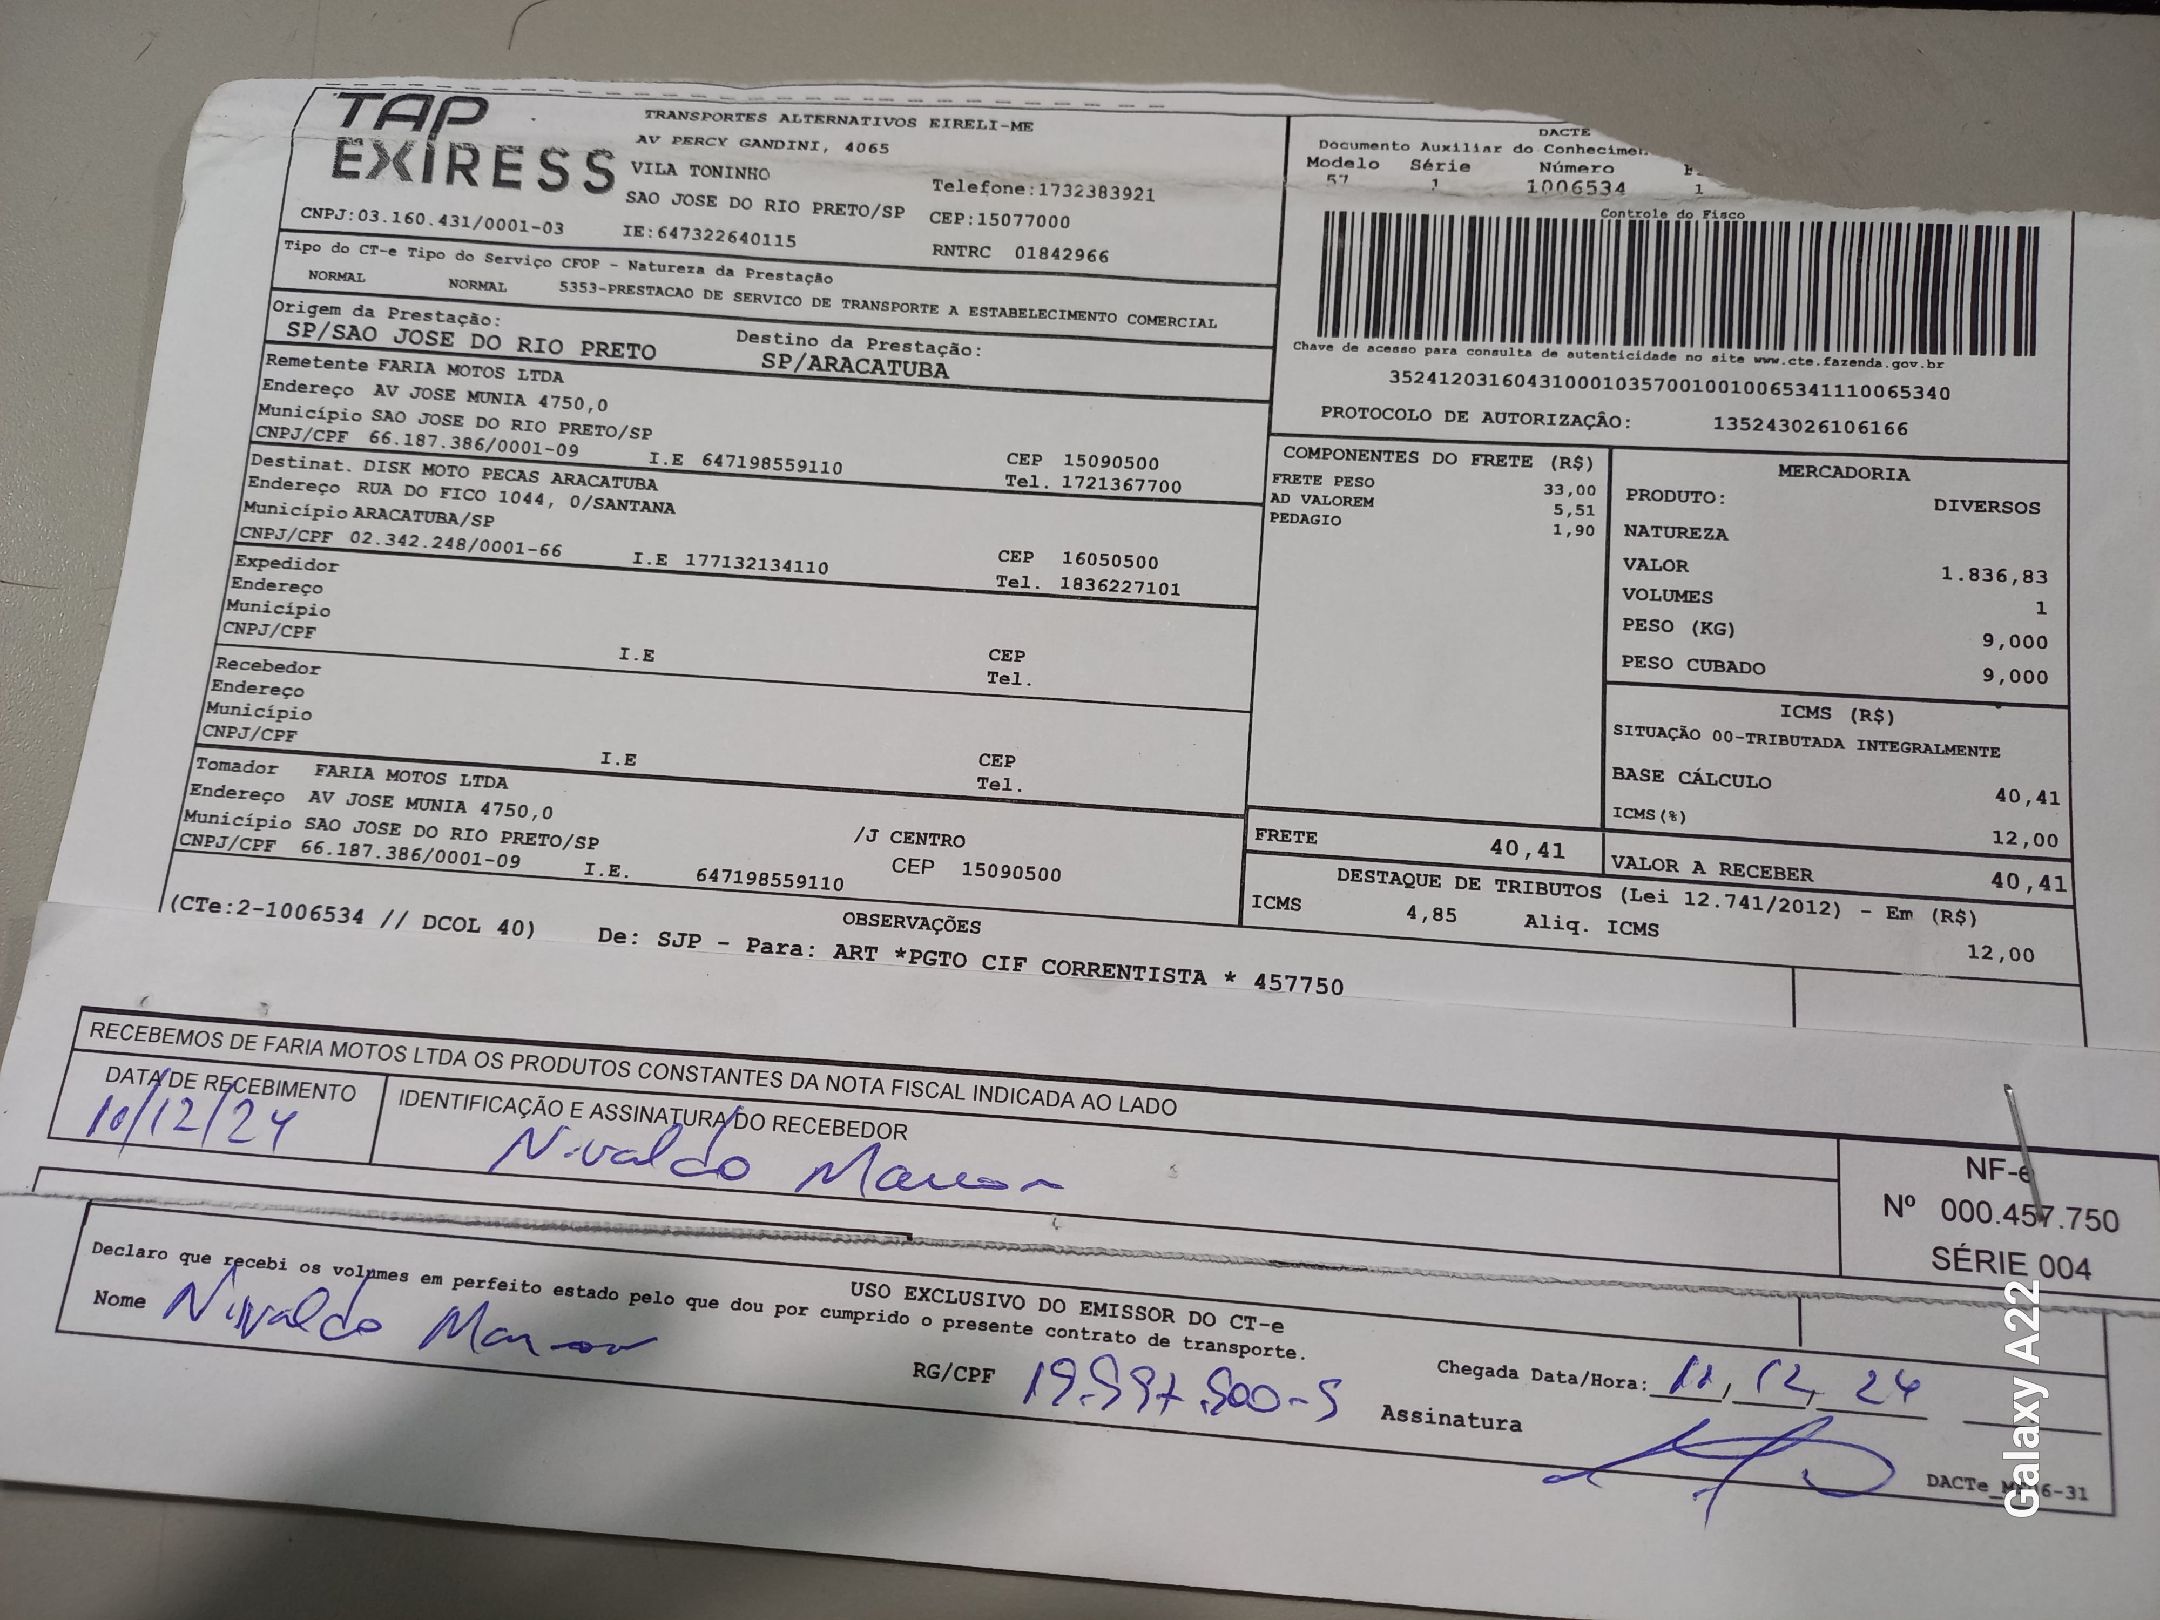 TAP
EXIRESS
TRANSPORTES ALTERNATIVOS EIRELI-ME
AV PERCY GANDINI, 4065
VILA TONINHO
Telefone:1732383921
SAO JOSE DO RIO PRETO/SP CEP:15077000
CNPJ:03.160.431/0001-03 IE:647322640115 RNTRC 01842966
Tipo do CT-e Tipo do Serviço CFOP - Natureza da Prestação
NORMAL NORMAL 5353-PRESTACAO DE SERVICO DE TRANSPORTE A ESTABELECIMENTO COMERCIAL
Origem da Prestação: Destino da Prestação:
SP/SAO JOSE DO RIO PRETO SP/ARACATUBA
Remetente FARIA MOTOS LTDA
Endereço AV JOSE MUNIA 4750,0
Município SAO JOSE DO RIO PRETO/SP CEP 15090500
CNPJ/CPF 66.187.386/0001-09 I.E 647198559110 Tel. 1721367700
Destinat. DISK MOTO PECAS ARACATUBA
Endereço RUA DO FICO 1044, 0/SANTANA
Município ARACATUBA/SP CEP 16050500
CNPJ/CPF 02.342.248/0001-66 I.E 177132134110 Tel. 1836227101
Expedidor
Endereço
Município CEP
CNPJ/CPF I.E Tel.
Recebedor
Endereço
Município CEP
CNPJ/CPF I.E Tel.
Tomador FARIA MOTOS LTDA
Endereço AV JOSE MUNIA 4750,0 /J CENTRO
Município SAO JOSE DO RIO PRETO/SP CEP 15090500
CNPJ/CPF 66.187.386/0001-09 I.E. 647198559110
DACTE
Documento Auxiliar do Conhecimen
Modelo Série Número
57 1 1006534 1
Controle do Fisco
Chave de acesso para consulta de autenticidade no site www.cte.fazenda.gov.br
35241203160431000103570010010065341110065340
PROTOCOLO DE AUTORIZAÇÃO: 135243026106166
COMPONENTES DO FRETE (R$)
FRETE PESO 33,00
AD VALOREM 5,51
PEDAGIO 1,90
MERCADORIA
PRODUTO: DIVERSOS
NATUREZA
VALOR 1.836,83
VOLUMES 1
PESO (KG) 9,000
PESO CUBADO 9,000
ICMS (R$)
SITUAÇÃO 00-TRIBUTADA INTEGRALMENTE
BASE CÁLCULO 40,41
ICMS(%) 12,00
FRETE 40,41 VALOR A RECEBER 40,41
DESTAQUE DE TRIBUTOS (Lei 12.741/2012) - Em (R$)
ICMS 4,85 Aliq. ICMS 12,00
OBSERVAÇÕES
(CTe:2-1006534 // DCOL 40) De: SJP - Para: ART *PGTO CIF CORRENTISTA * 457750
RECEBEMOS DE FARIA MOTOS LTDA OS PRODUTOS CONSTANTES DA NOTA FISCAL INDICADA AO LADO
DATA DE RECEBIMENTO IDENTIFICAÇÃO E ASSINATURA DO RECEBEDOR
10/12/24 Nivaldo
NF-e
Nº 000.457.750
SÉRIE 004
USO EXCLUSIVO DO EMISSOR DO CT-e
Declaro que recebi os volumes em perfeito estado pelo que dou por cumprido o presente contrato de transporte.
Nome Nivaldo
RG/CPF Chegada Data/Hora: 11, 12, 24
Assinatura
Galaxy A22